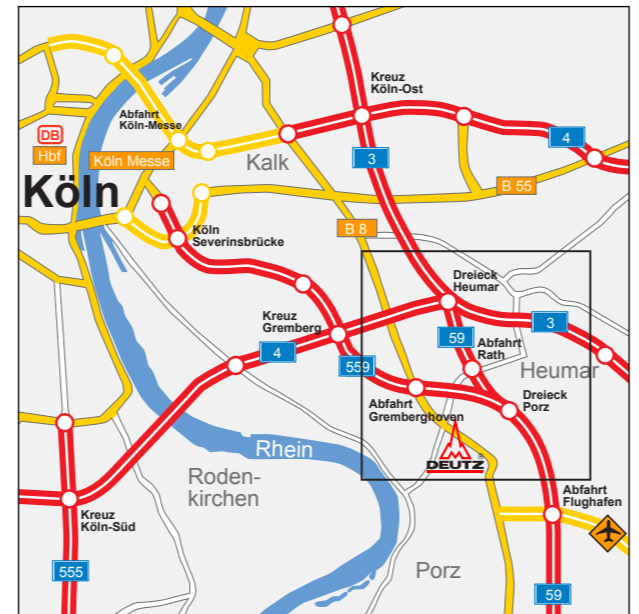 Kreuz
Köln-Ost
Abfahrt
Köln-Messe
DB
Hbf
Köln Messe
Kalk
3
4
Köln
B 55
Köln
Severinsbrücke
B 8
Dreieck
Heumar
Kreuz
Gremberg
59
3
4
559
Abfahrt
Rath
Heumar
Abfahrt
Gremberghoven
Dreieck
Porz
Rhein
DEUTZ
®
Roden-
kirchen
Abfahrt
Flughafen
Kreuz
Köln-Süd
555
Porz
59